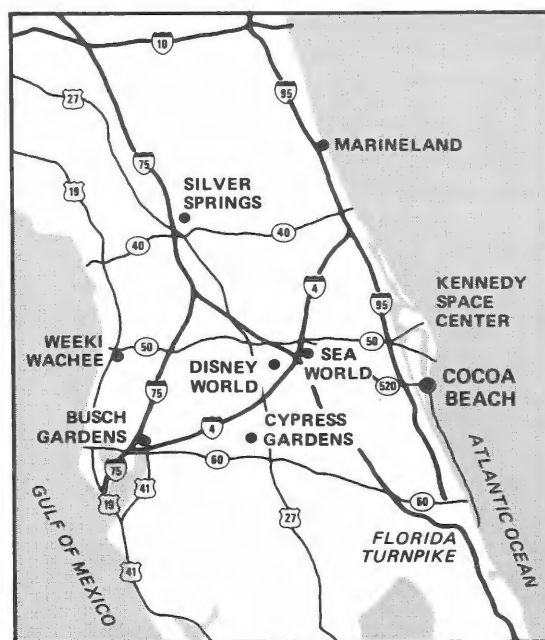 10
95
27
MARINELAND
75
19
SILVER
SPRINGS
40
40
4
KENNEDY
SPACE
CENTER
95
WEEKI
WACHEE
50
50
DISNEY
WORLD
SEA
WORLD
75
520
COCOA
BEACH
BUSCH
GARDENS
4
CYPRESS
GARDENS
60
75
19
41
27
60
FLORIDA
TURNPIKE
ATLANTIC OCEAN
GULF OF MEXICO
41